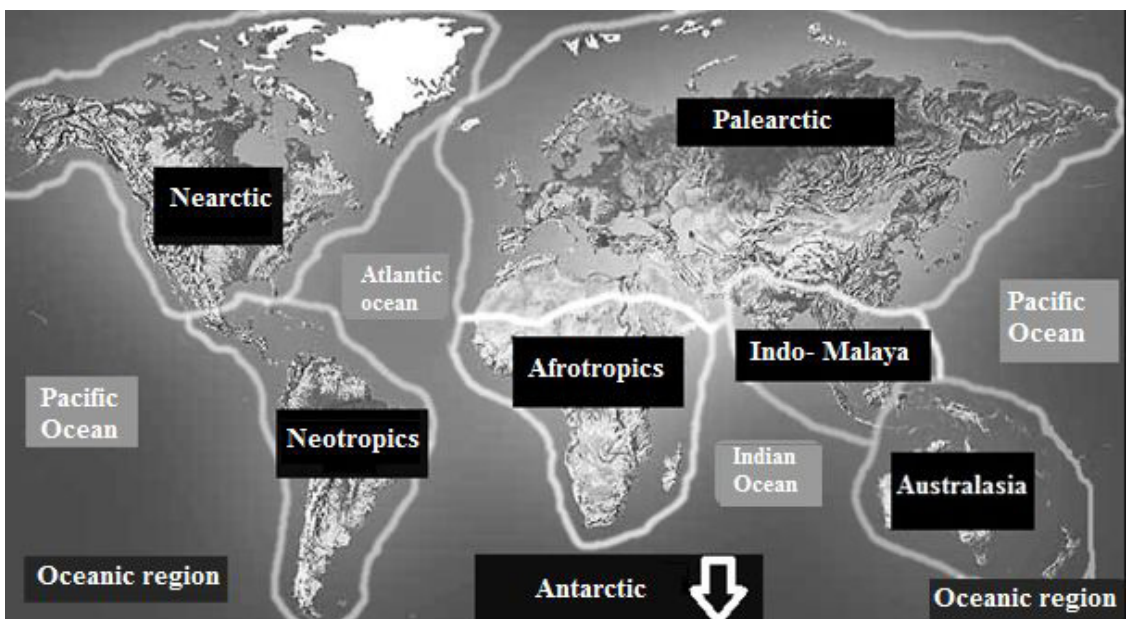 Palearctic
Nearctic
Atlantic
ocean
Pacific
Ocean
Indo- Malaya
Afrotropics
Pacific
Ocean
Neotropics
Indian
Ocean
Australasia
Oceanic region
Antarctic
Oceanic region